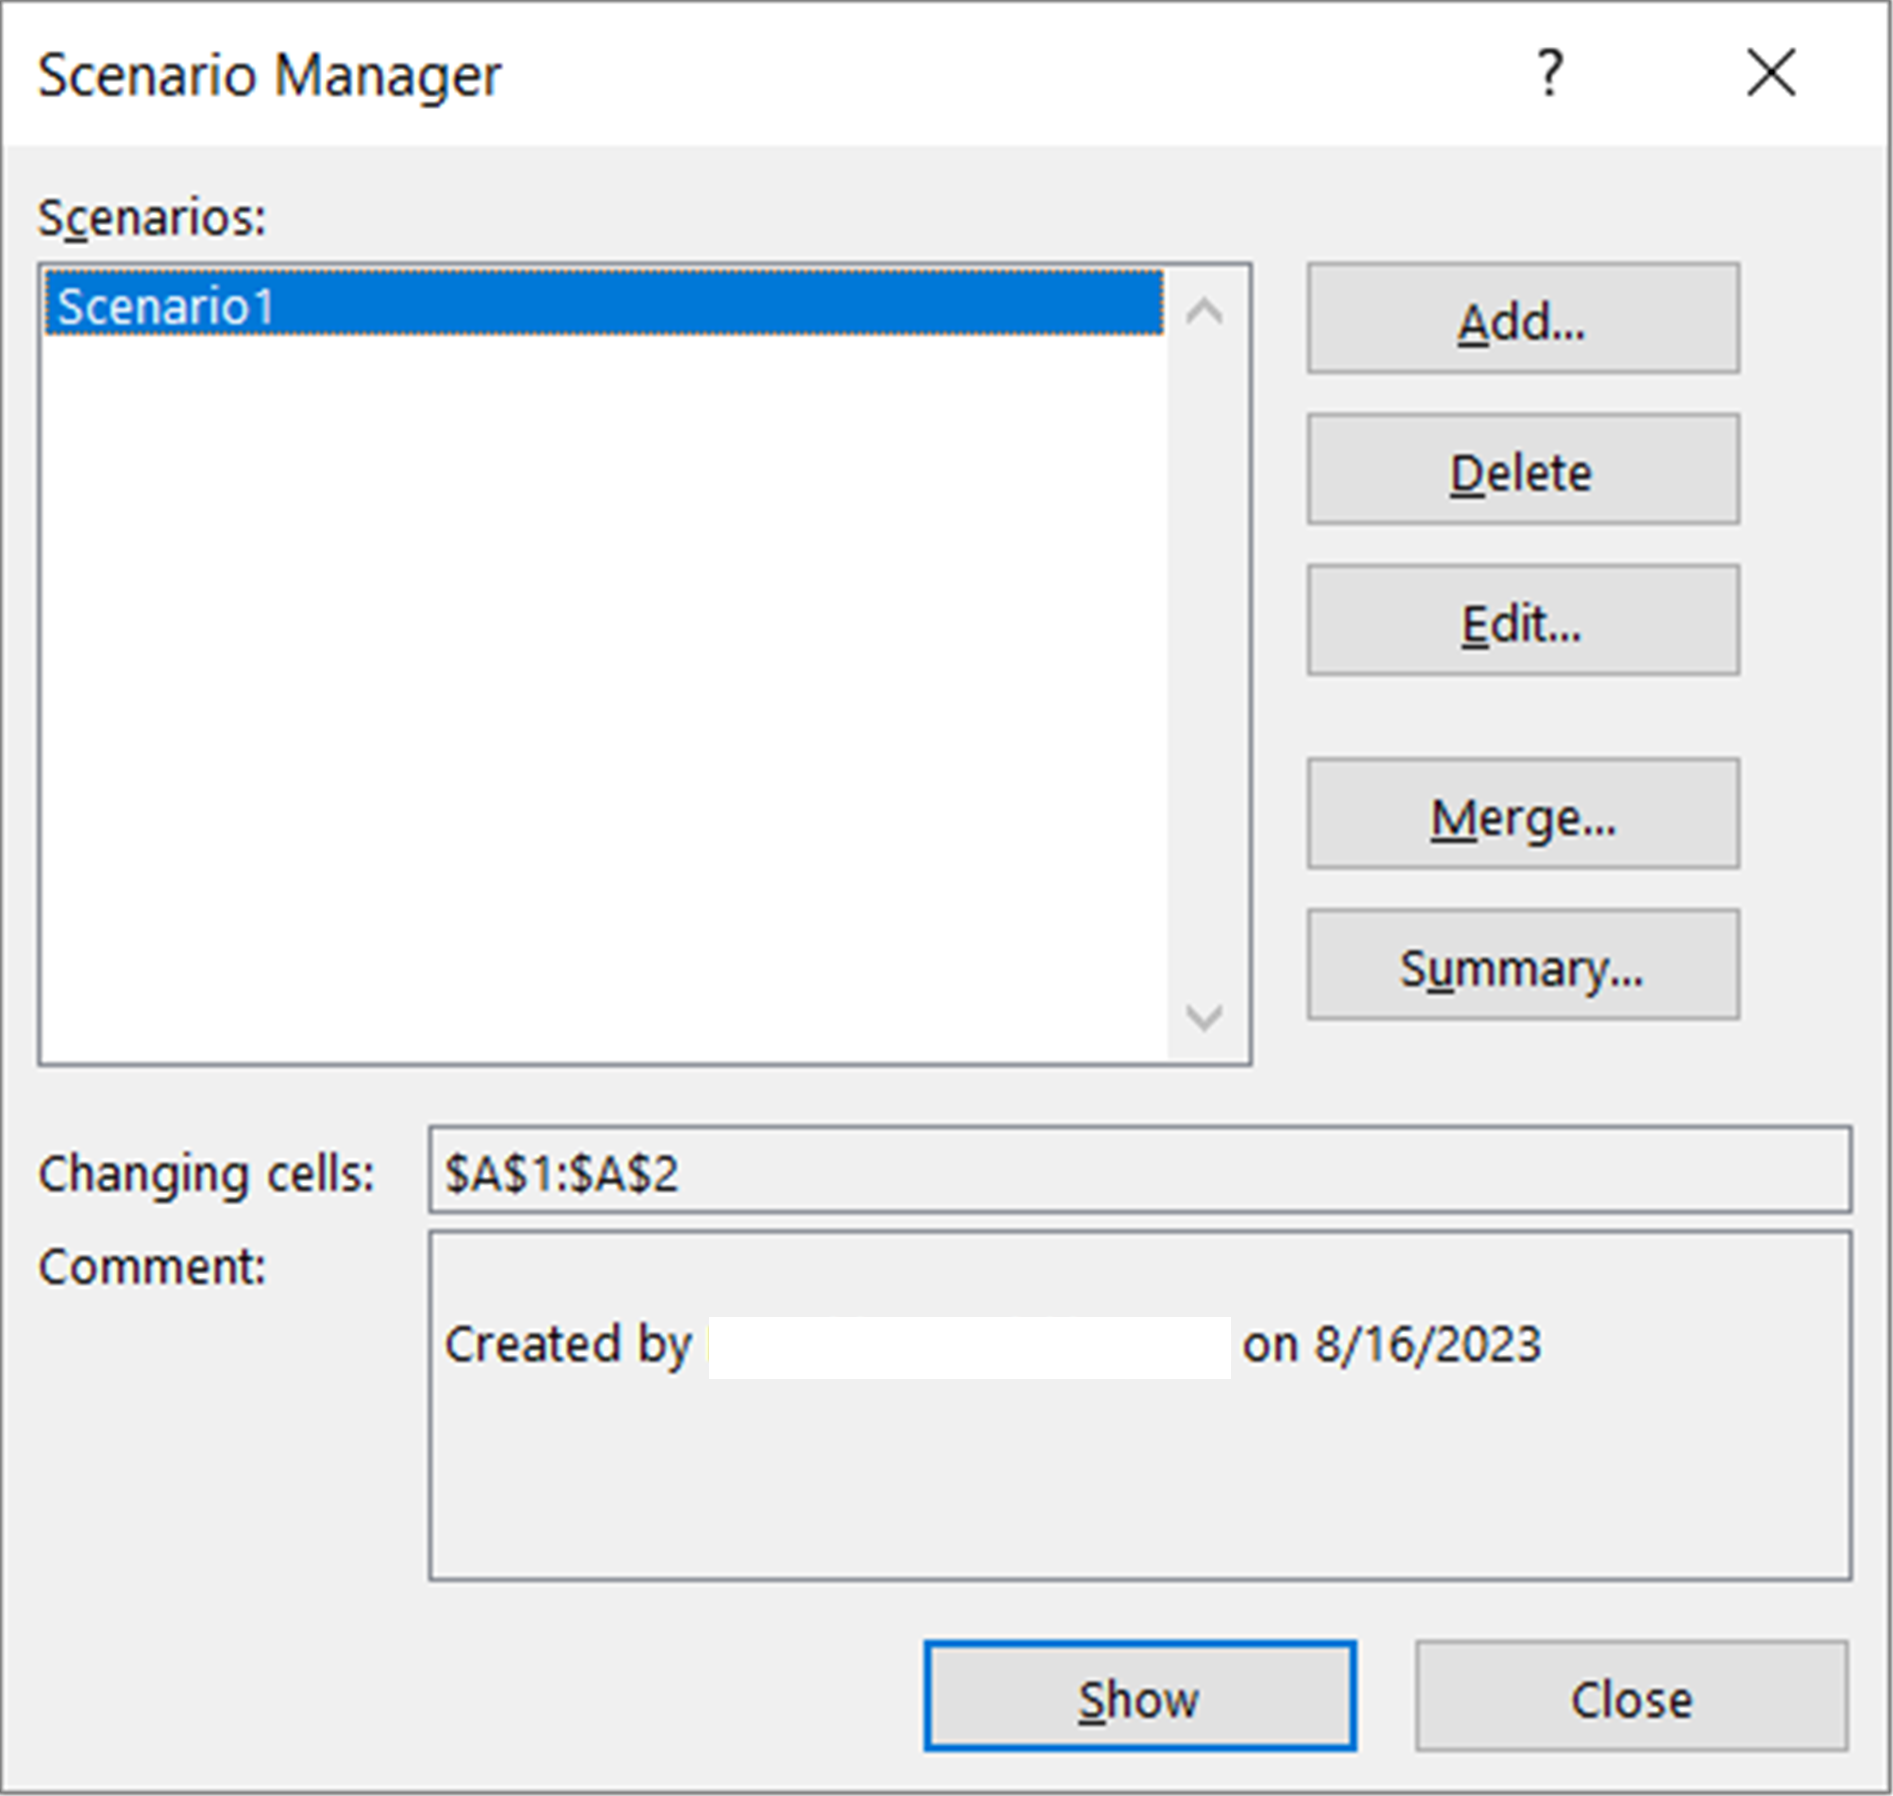 Scenario Manager ?
Scenarios:
Scenario1
Add...
Delete
Edit...
Merge...
Summary...
Changing cells: $A$1:$A$2
Comment:
Created by on 8/16/2023
Show Close